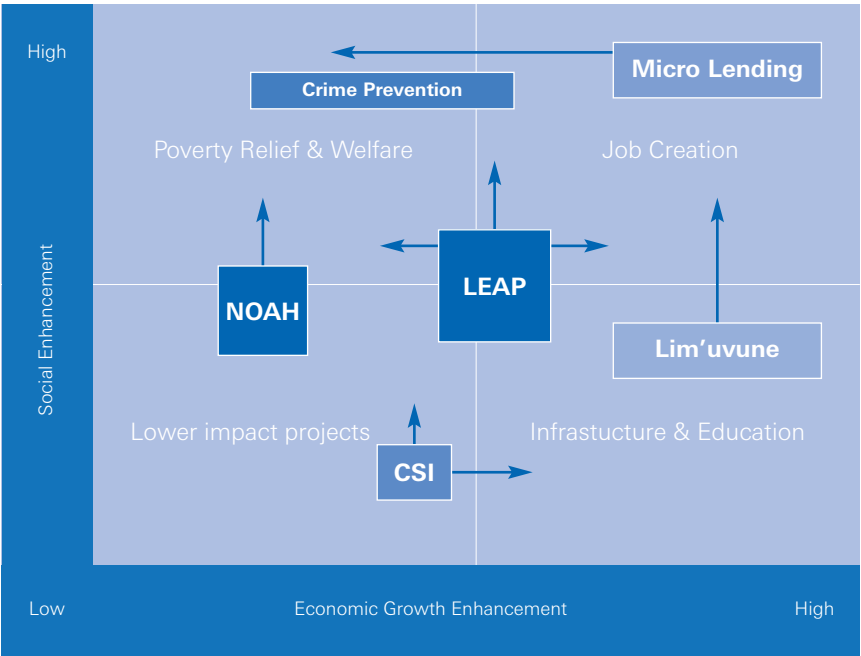 High
Micro Lending
Crime Prevention
Poverty Relief & Welfare
Job Creation
LEAP
NOAH
Social Enhancement
Lim'uvune
Lower impact projects
Infrastucture & Education
CSI
Low
Economic Growth Enhancement
High